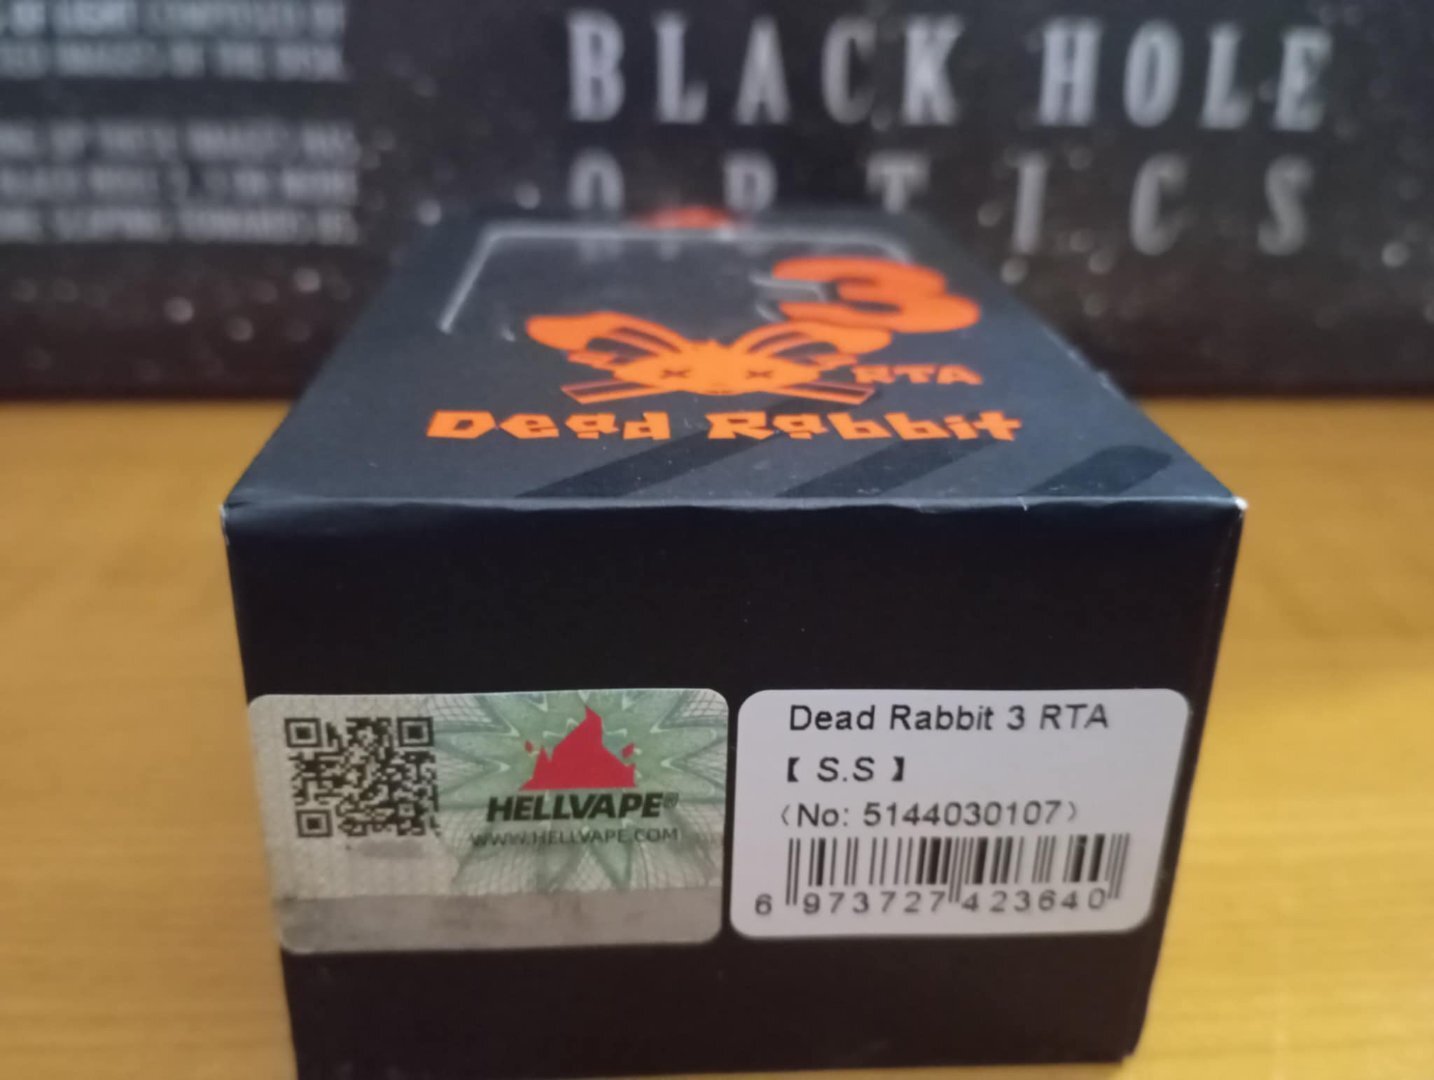 BLACK HOLE
OPTICS
3
RTA
Dead Rabbit
HELLVAPE®
WWW.HELLVAPE.COM
Dead Rabbit 3 RTA
【 S.S 】
(No: 5144030107)
6 973727 423640